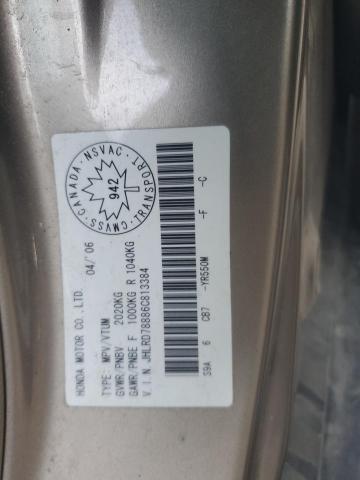 CMVSS·CANADA·NSVAC
942
TRANSPORT
HONDA MOTOR CO.,LTD. 04/'06
TYPE: MPV/VTUM
GVWR/PNBV 2020KG
GAWR/PNBE F 1000KG R 1040KG
V.I.N. JHLRD78886C813384
S9A 6 CB7 -YR550M -F -C